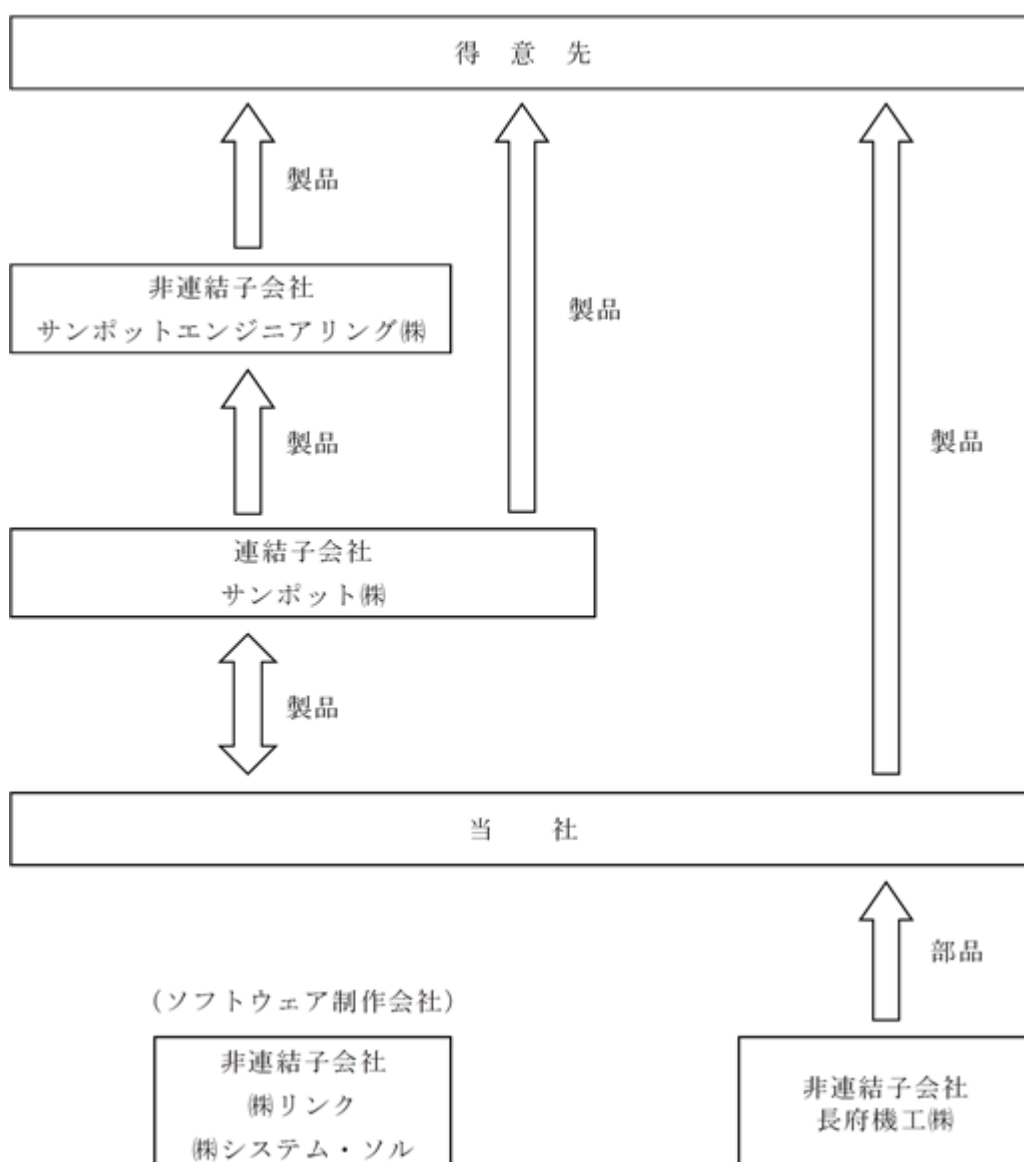 得意先
製品
非連結子会社
サンポットエンジニアリング㈱
製品
製品
製品
連結子会社
サンポット㈱
製品
当社
部品
(ソフトウェア制作会社)
非連結子会社
㈱リンク
㈱システム・ソル
非連結子会社
長府機工㈱